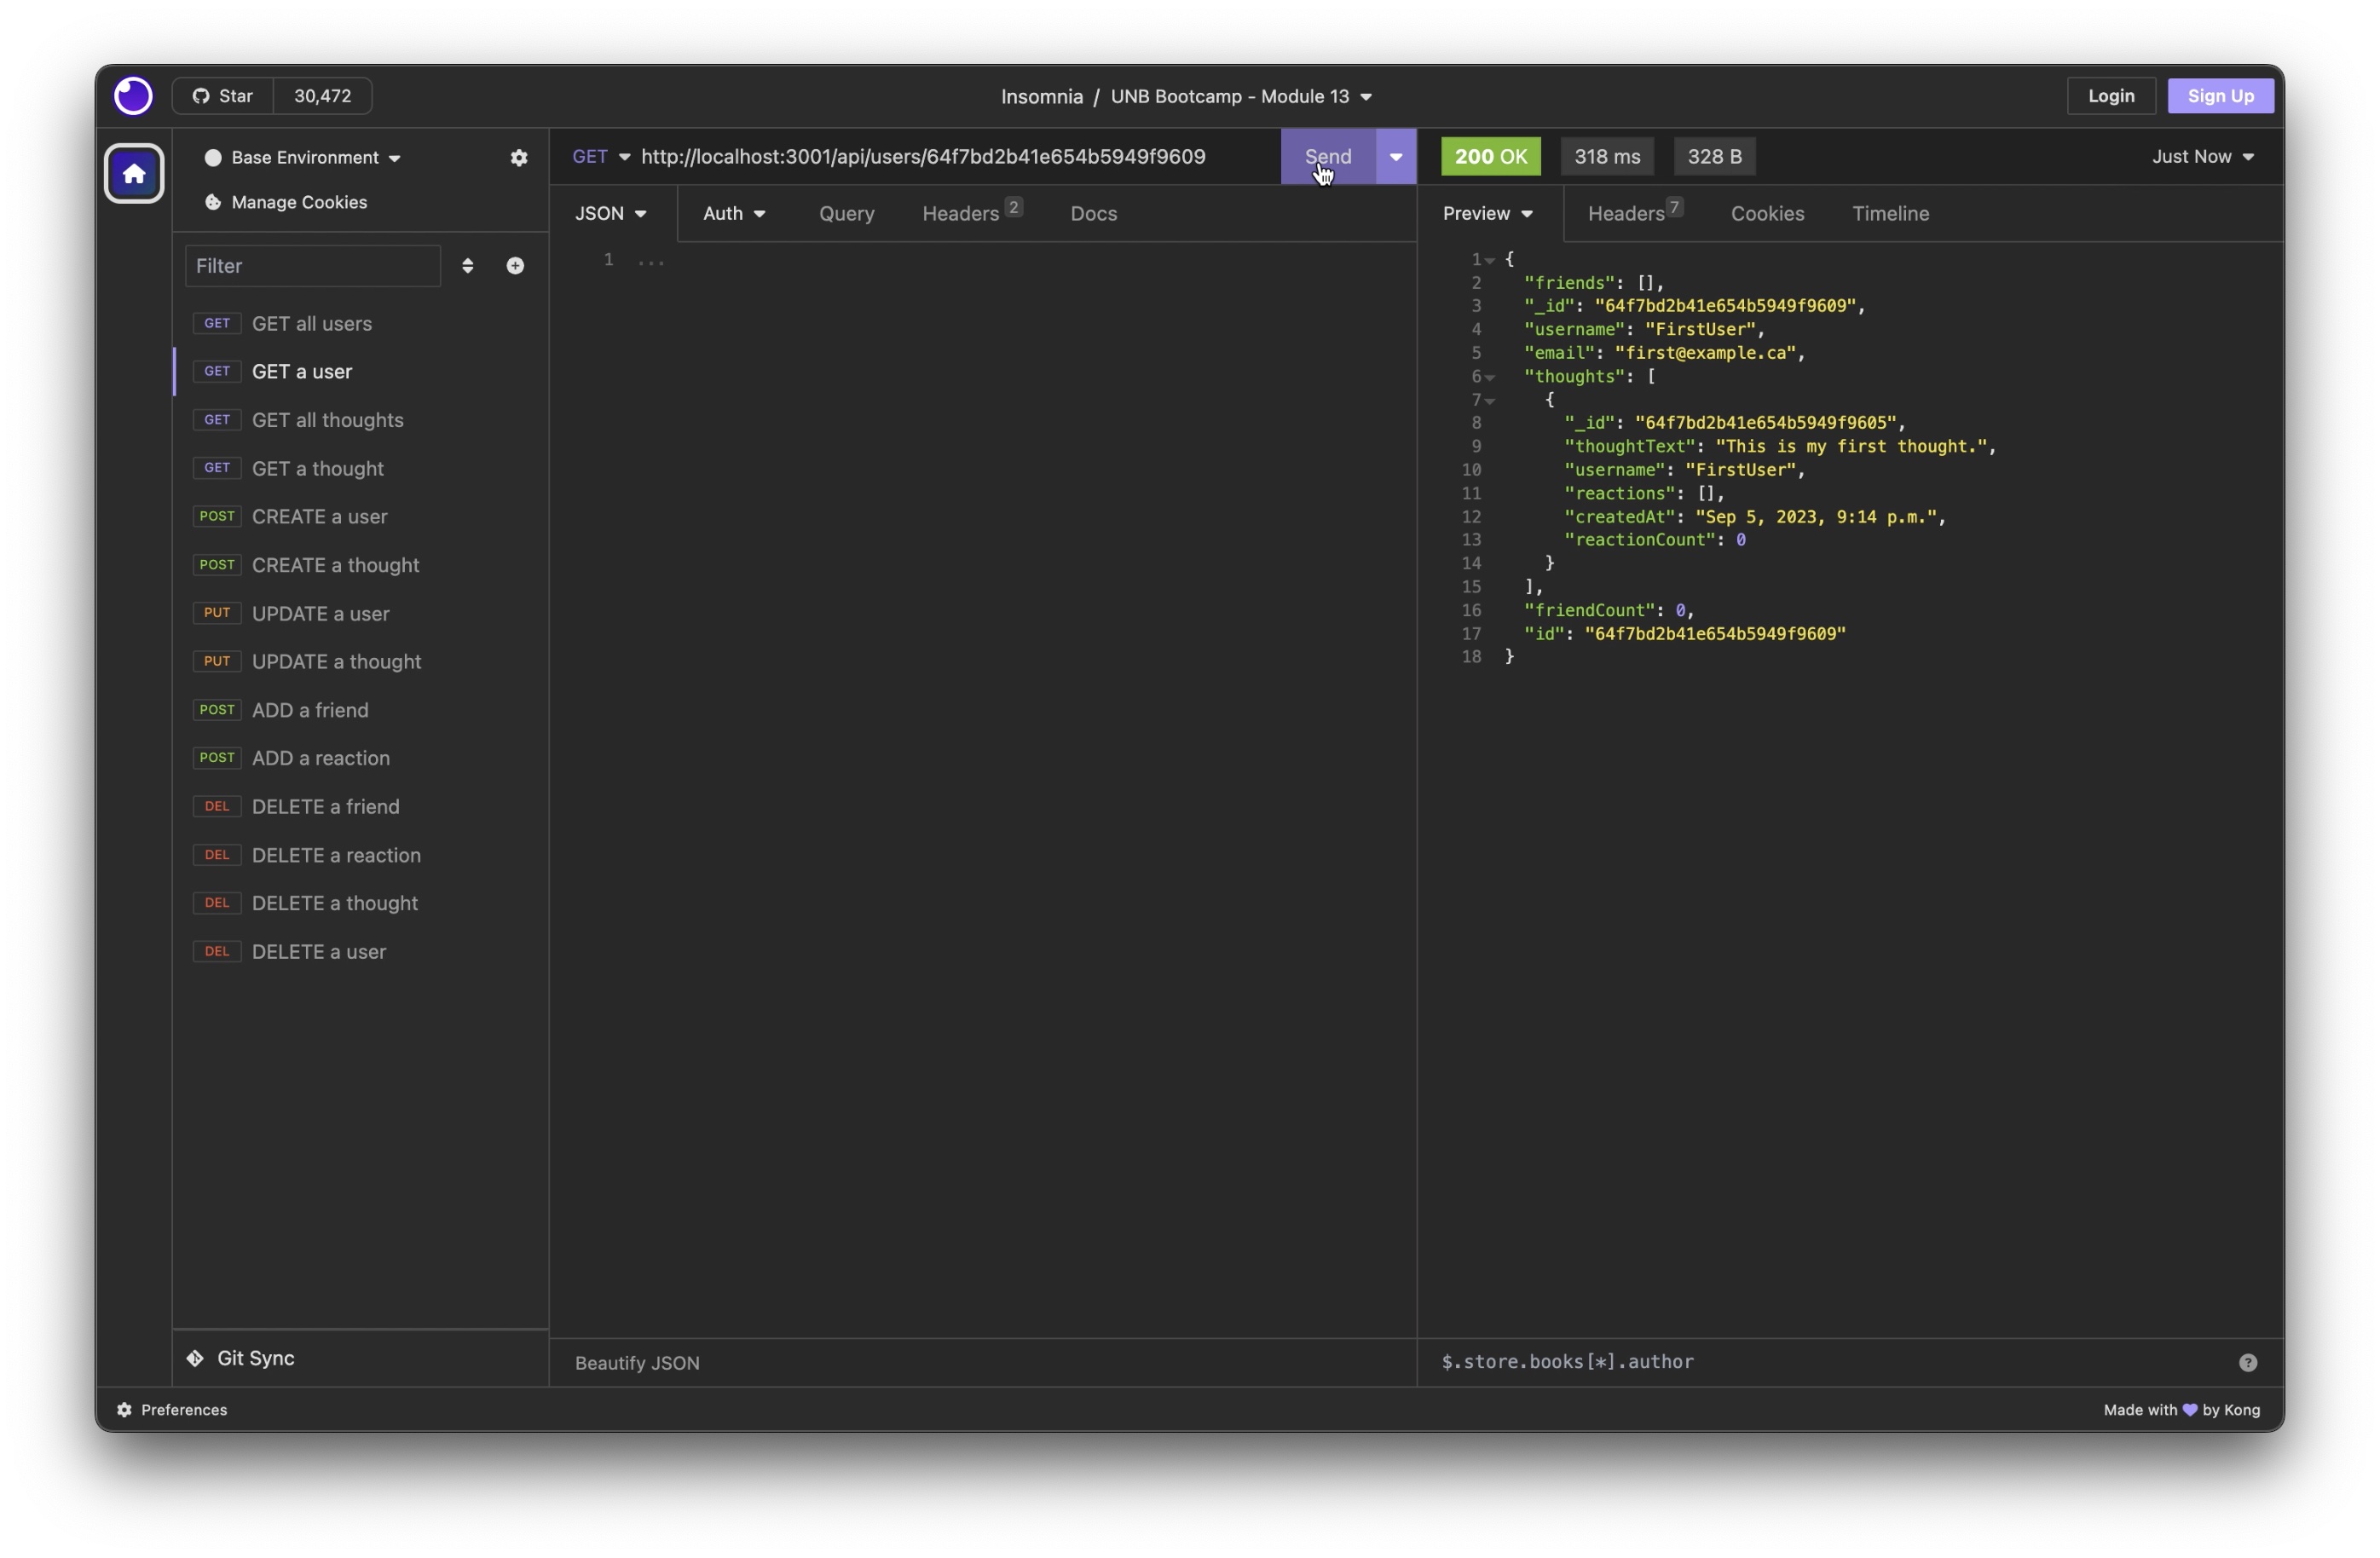 Star 30,472 Insomnia / UNB Bootcamp - Module 13 Login Sign Up
Base Environment
Manage Cookies
Filter
GET GET all users
GET GET a user
GET GET all thoughts
GET GET a thought
POST CREATE a user
POST CREATE a thought
PUT UPDATE a user
PUT UPDATE a thought
POST ADD a friend
POST ADD a reaction
DEL DELETE a friend
DEL DELETE a reaction
DEL DELETE a thought
DEL DELETE a user
Git Sync
GET http://localhost:3001/api/users/64f7bd2b41e654b5949f9609 Send
JSON Auth Query Headers 2 Docs
1 ...
Beautify JSON
200 OK 318 ms 328 B Just Now
Preview Headers 7 Cookies Timeline
1 {
2 "friends": [],
3 "_id": "64f7bd2b41e654b5949f9609",
4 "username": "FirstUser",
5 "email": "first@example.ca",
6 "thoughts": [
7 {
8 "_id": "64f7bd2b41e654b5949f9605",
9 "thoughtText": "This is my first thought.",
10 "username": "FirstUser",
11 "reactions": [],
12 "createdAt": "Sep 5, 2023, 9:14 p.m.",
13 "reactionCount": 0
14 }
15 ],
16 "friendCount": 0,
17 "id": "64f7bd2b41e654b5949f9609"
18 }
$.store.books[*].author
Preferences Made with 💜 by Kong